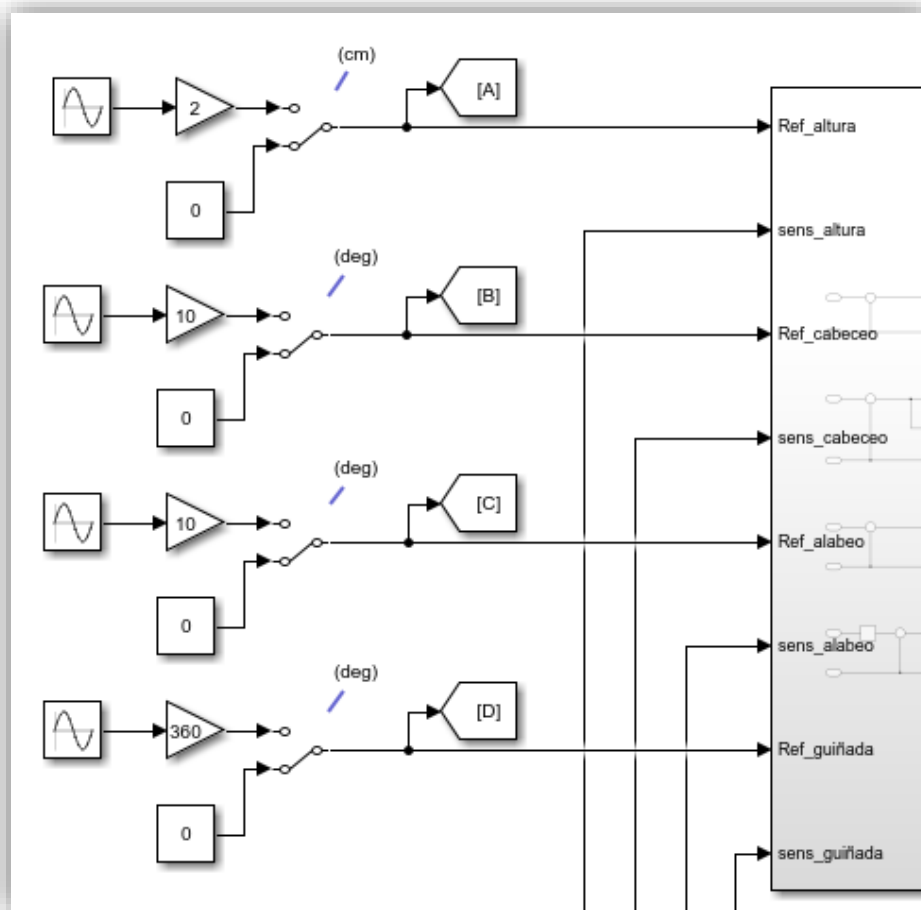 (cm)
[A]
2
Ref_altura
0
sens_altura
(deg)
[B]
10
Ref_cabeceo
0
sens_cabeceo
(deg)
[C]
10
Ref_alabeo
0
sens_alabeo
(deg)
[D]
360
Ref_guiñada
0
sens_guiñada